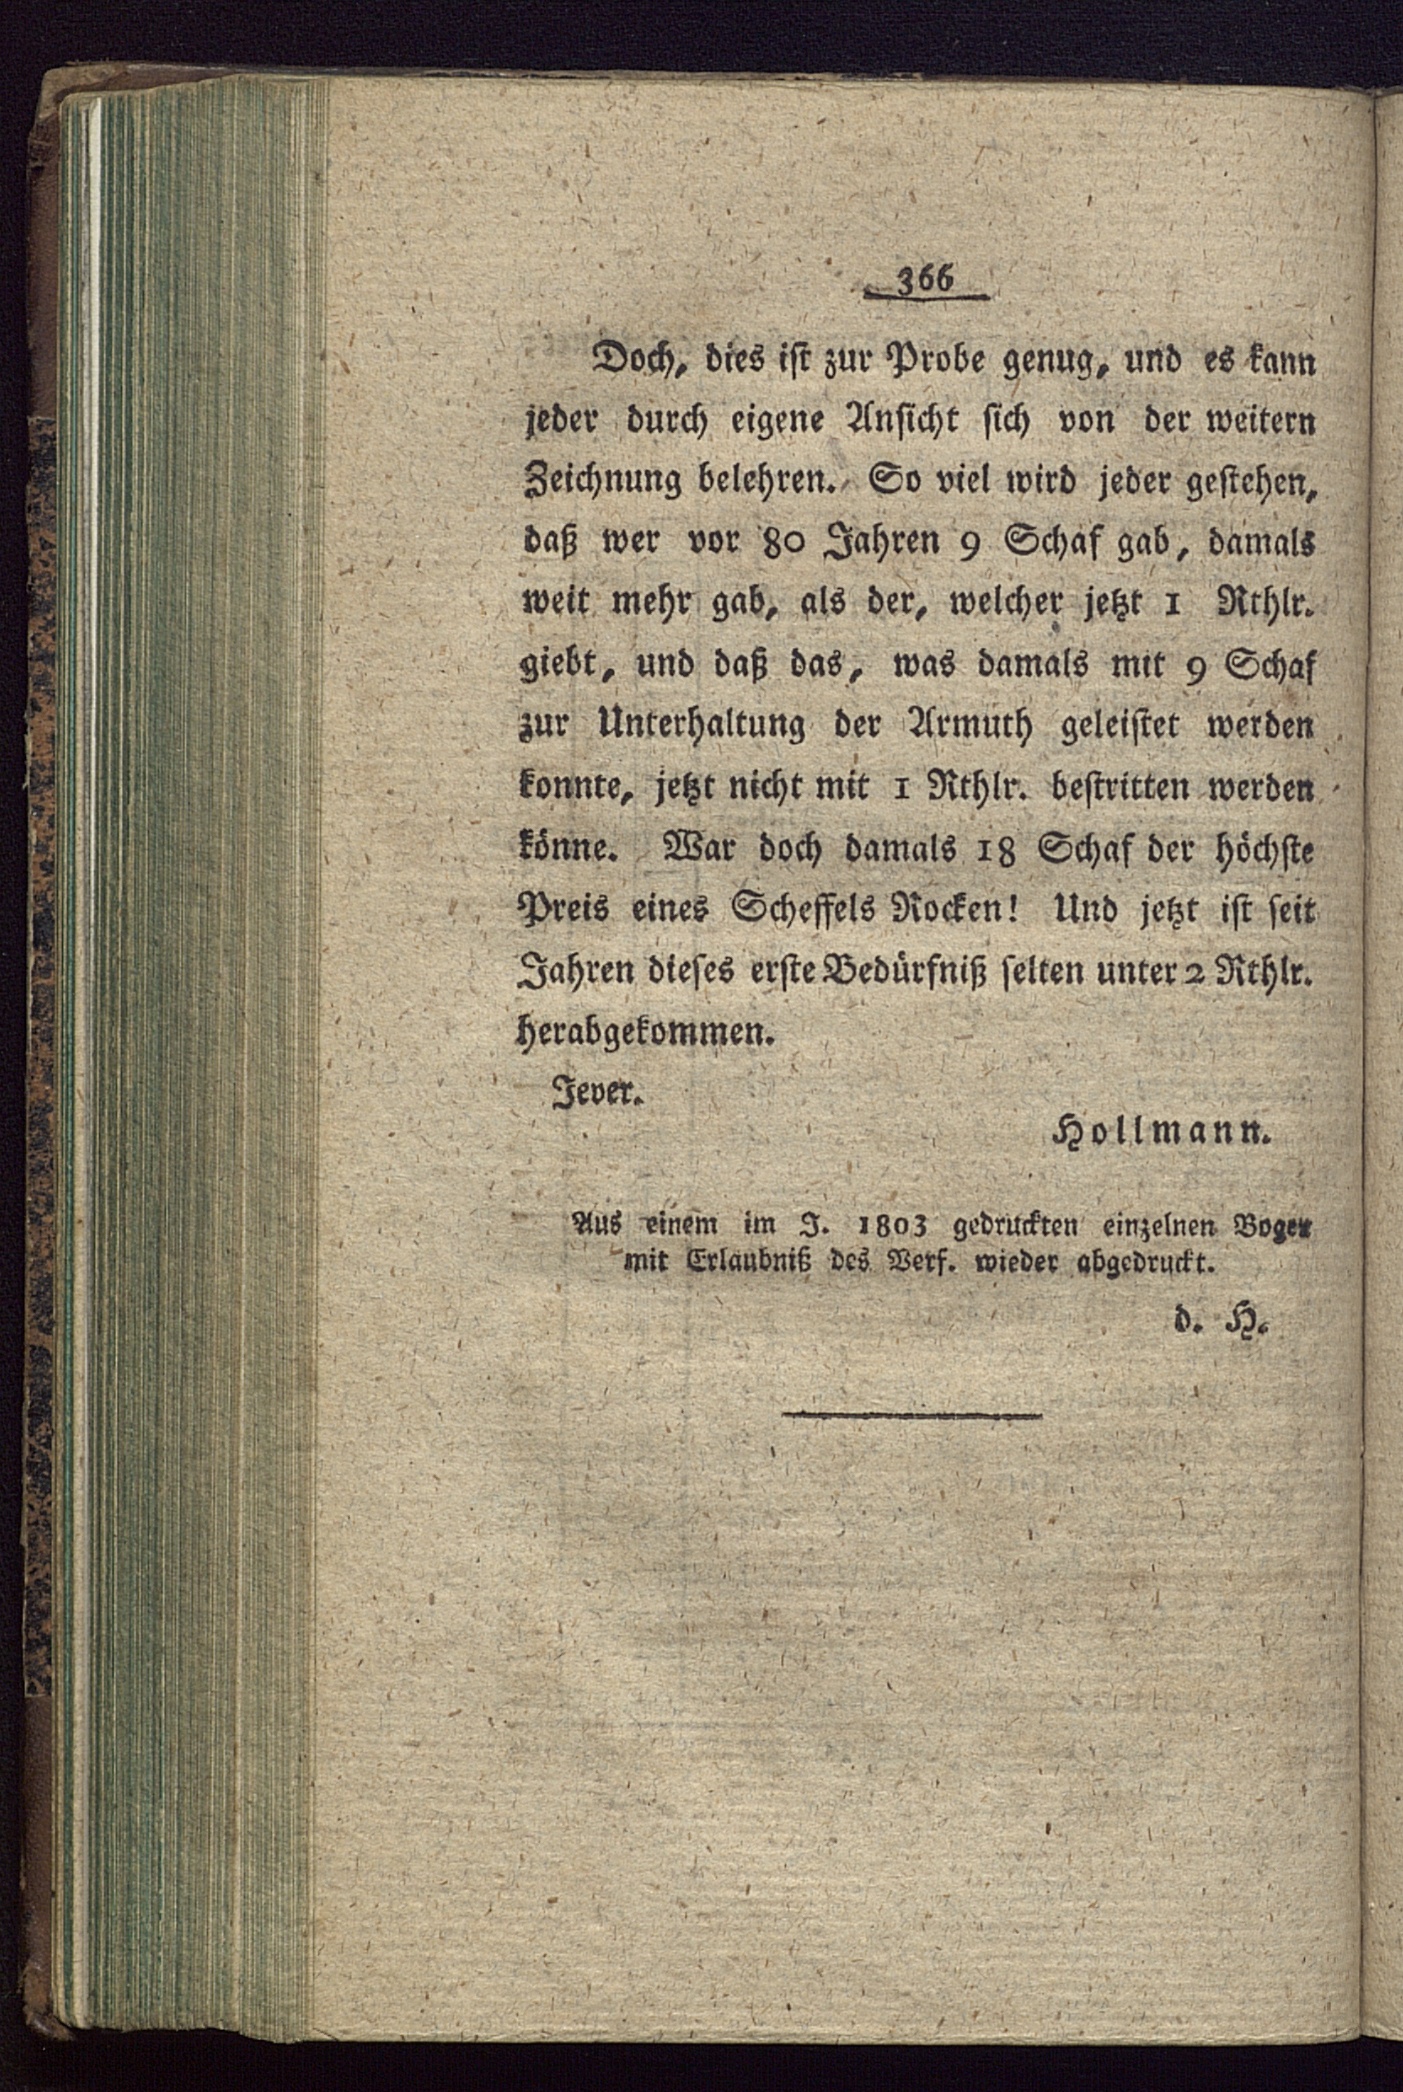 366
Doch, dies ist zur Probe genug, und es kann
jeder durch eigene Ansicht sich von der weitern
Zeichnung belehren. So viel wird jeder gestehen,
daß wer vor 80 Jahren 9 Schaf gab, damals
weit mehr gab, als der, welcher jetzt 1 Rthlr.
giebt, und daß das, was damals mit 9 Schaf
zur Unterhaltung der Armuth geleistet werden
konnte, jetzt nicht mit 1 Rthlr. bestritten werden
könne. War doch damals 18 Schaf der höchste
Preis eines Scheffels Rocken! Und jetzt ist seit
Jahren dieses erste Bedürfniß selten unter 2 Rthlr.
herabgekommen.
Jever.
Hollmann.
Aus einem im J. 1803 gedruckten einzelnen Bogen
mit Erlaubniß des Verf. wieder abgedruckt.
d. H.